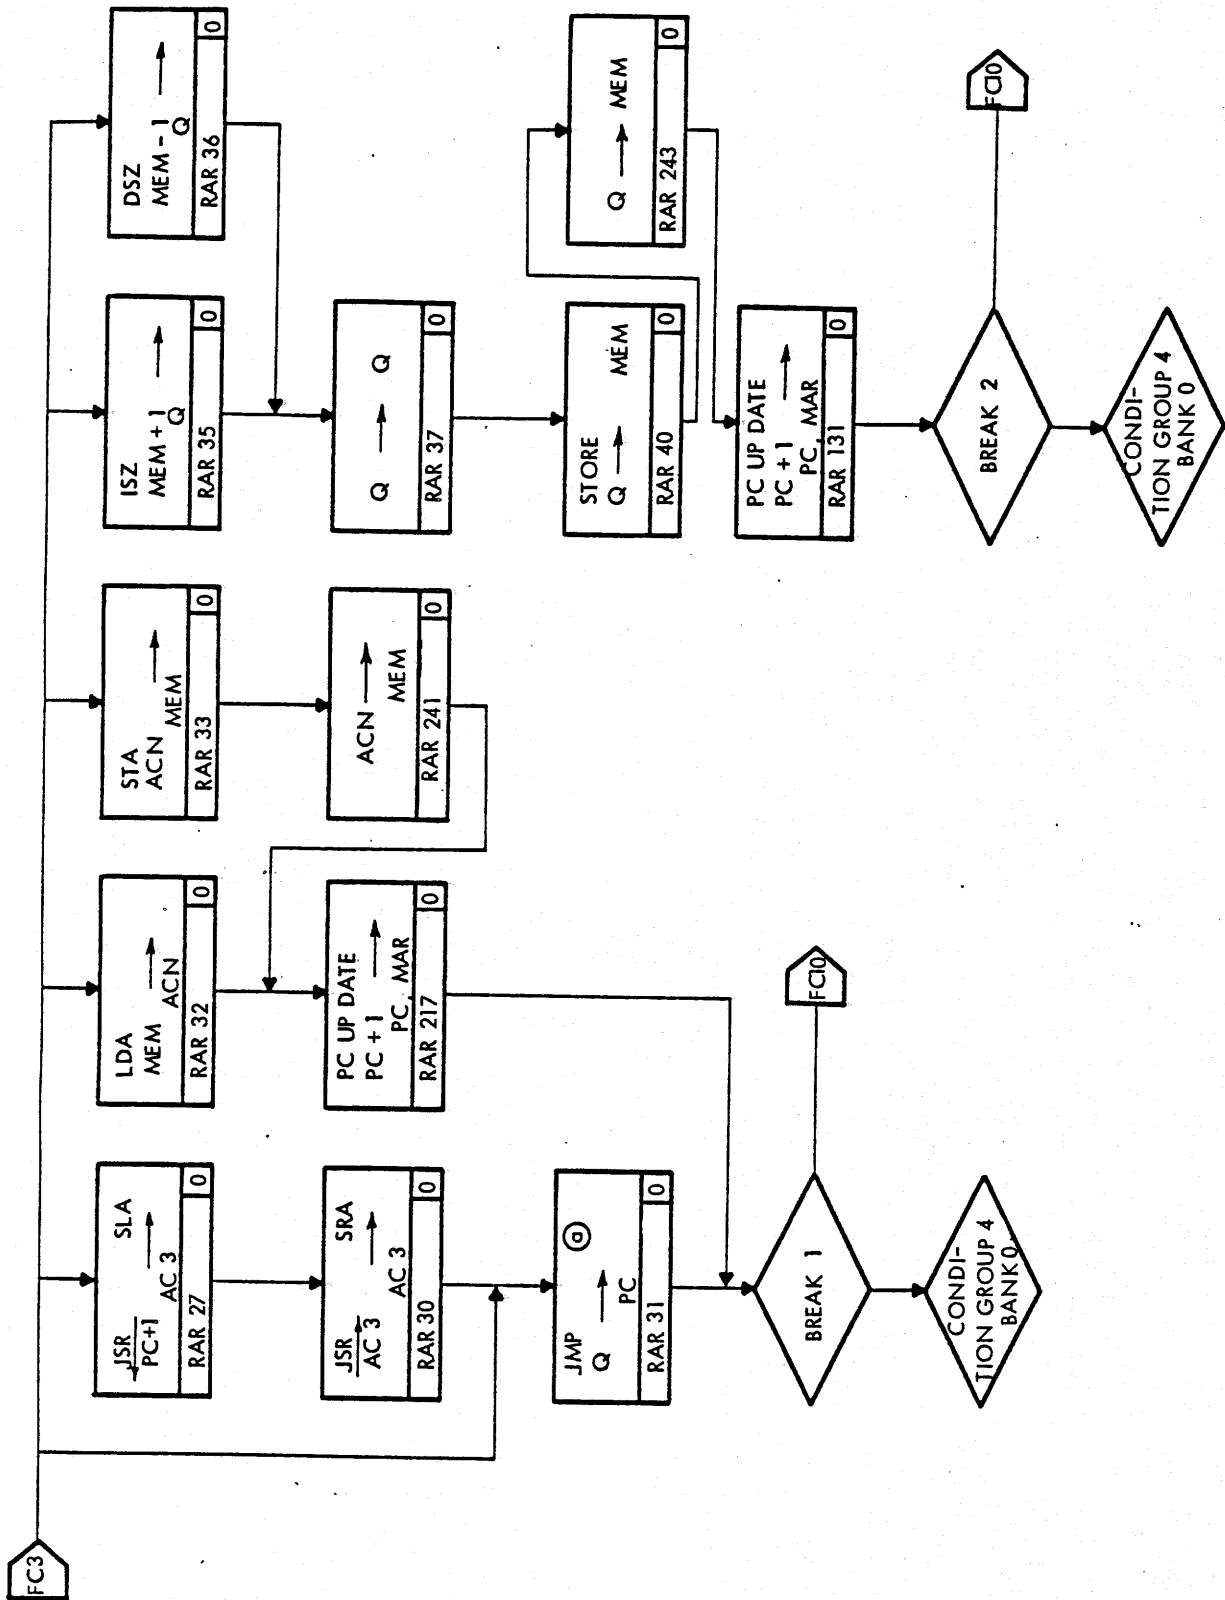 FC3
JSR SLA
PC+1 ⟶
AC 3
RAR 27 0
JSR SRA
AC 3 ⟶
AC 3
RAR 30 0
JMP ⓐ
Q ⟶
PC
RAR 31 0
BREAK 1
FC10
CONDI-
TION GROUP 4
BANK 0
LDA
MEM ⟶
ACN
RAR 32 0
PC UP DATE
PC + 1 ⟶
PC, MAR
RAR 217 0
STA
ACN ⟶
MEM
RAR 33 0
ACN ⟶
MEM
RAR 241 0
ISZ
MEM + 1 ⟶
Q
RAR 35 0
DSZ
MEM - 1 ⟶
Q
RAR 36 0
Q ⟶ Q
RAR 37 0
STORE
Q ⟶ MEM
RAR 40 0
Q ⟶ MEM
RAR 243 0
PC UP DATE
PC + 1 ⟶
PC, MAR
RAR 131 0
BREAK 2
FC10
CONDI-
TION GROUP 4
BANK 0